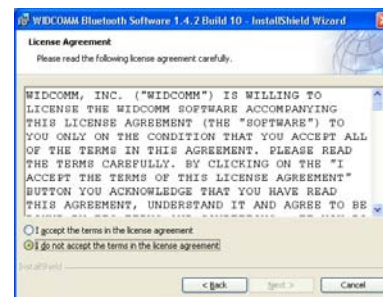 WIDCOMM Bluetooth Software 1.4.2 Build 10 - InstallShield Wizard
License Agreement
Please read the following license agreement carefully.
WIDCOMM, INC. ("WIDCOMM") IS WILLING TO
LICENSE THE WIDCOMM SOFTWARE ACCOMPANYING
THIS LICENSE AGREEMENT (THE "SOFTWARE") TO
YOU ONLY ON THE CONDITION THAT YOU ACCEPT ALL
OF THE TERMS IN THIS AGREEMENT. PLEASE READ
THE TERMS CAREFULLY. BY CLICKING ON THE "I
ACCEPT THE TERMS OF THIS LICENSE AGREEMENT"
BUTTON YOU ACKNOWLEDGE THAT YOU HAVE READ
THIS AGREEMENT, UNDERSTAND IT AND AGREE TO BE
I accept the terms in the license agreement
I do not accept the terms in the license agreement
InstallShield
< Back Next > Cancel